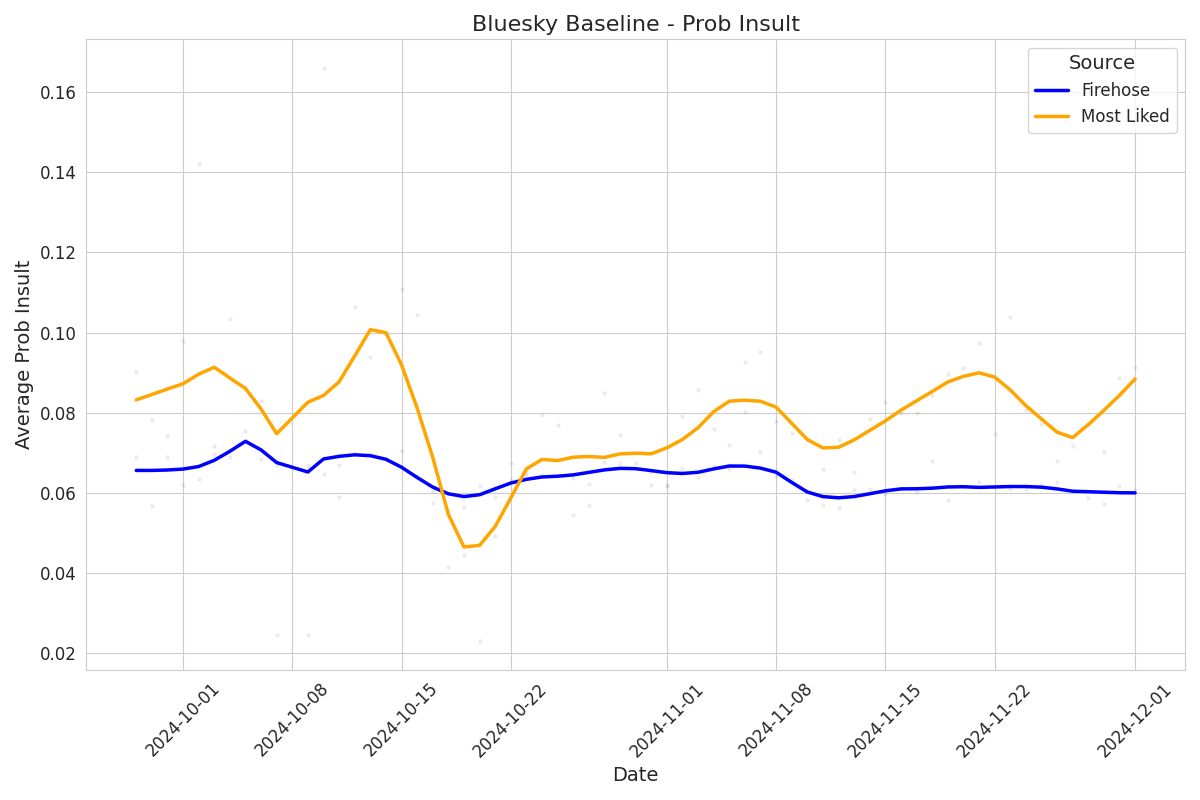 Bluesky Baseline - Prob Insult
Source
Firehose
Most Liked
Average Prob Insult
0.16
0.14
0.12
0.10
0.08
0.06
0.04
0.02
2024-10-01
2024-10-08
2024-10-15
2024-10-22
2024-11-01
2024-11-08
2024-11-15
2024-11-22
2024-12-01
Date